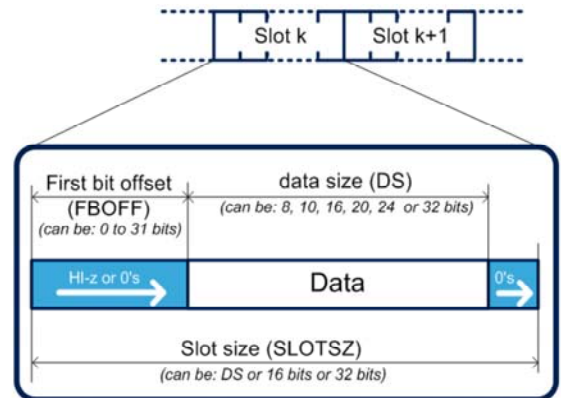 Slot k
Slot k+1
First bit offset
(FBOFF)
(can be: 0 to 31 bits)
data size (DS)
(can be: 8, 10, 16, 20, 24 or 32 bits)
HI-z or 0's
Data
0's
Slot size (SLOTSZ)
(can be: DS or 16 bits or 32 bits)